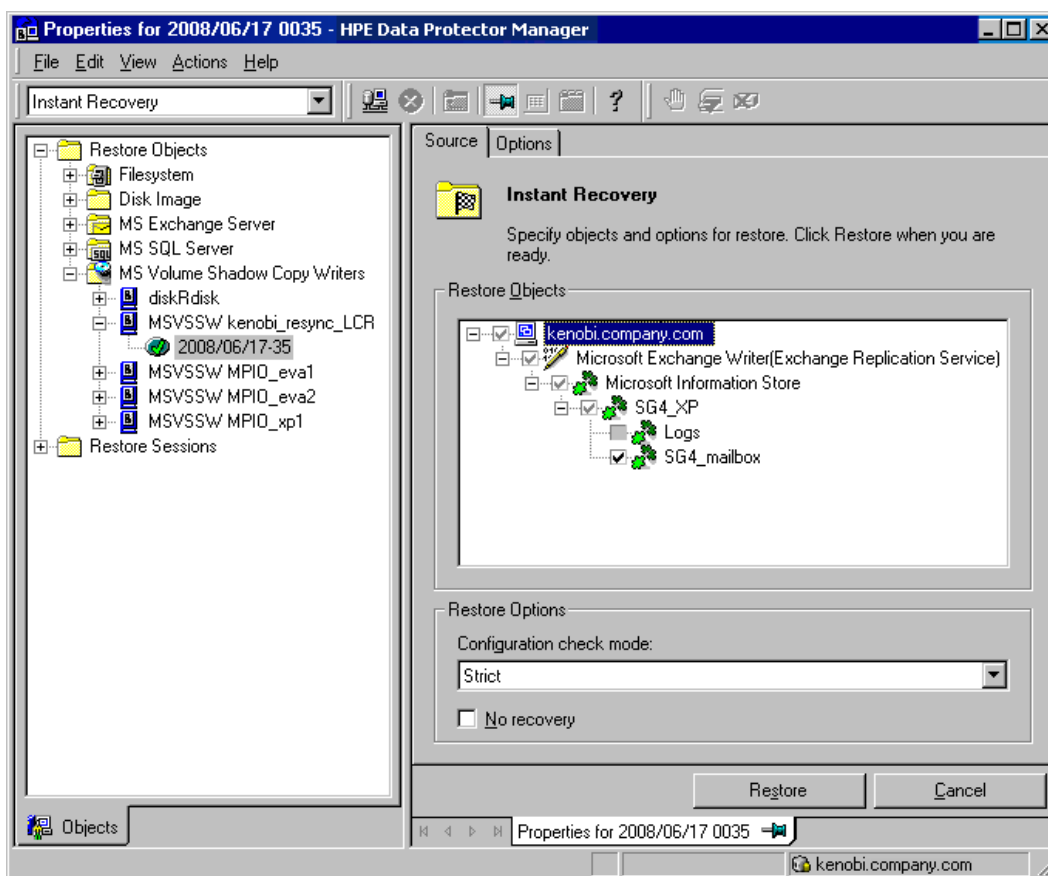 Properties for 2008/06/17 0035 - HPE Data Protector Manager
File Edit View Actions Help
Instant Recovery
Restore Objects
Filesystem
Disk Image
MS Exchange Server
MS SQL Server
MS Volume Shadow Copy Writers
diskRdisk
MSVSSW kenobi_resync_LCR
2008/06/17-35
MSVSSW MPIO_eva1
MSVSSW MPIO_eva2
MSVSSW MPIO_xp1
Restore Sessions
Objects
Source Options
Instant Recovery
Specify objects and options for restore. Click Restore when you are
ready.
Restore Objects
kenobi.company.com
Microsoft Exchange Writer(Exchange Replication Service)
Microsoft Information Store
SG4_XP
Logs
SG4_mailbox
Restore Options
Configuration check mode:
Strict
No recovery
Restore Cancel
Properties for 2008/06/17 0035
kenobi.company.com